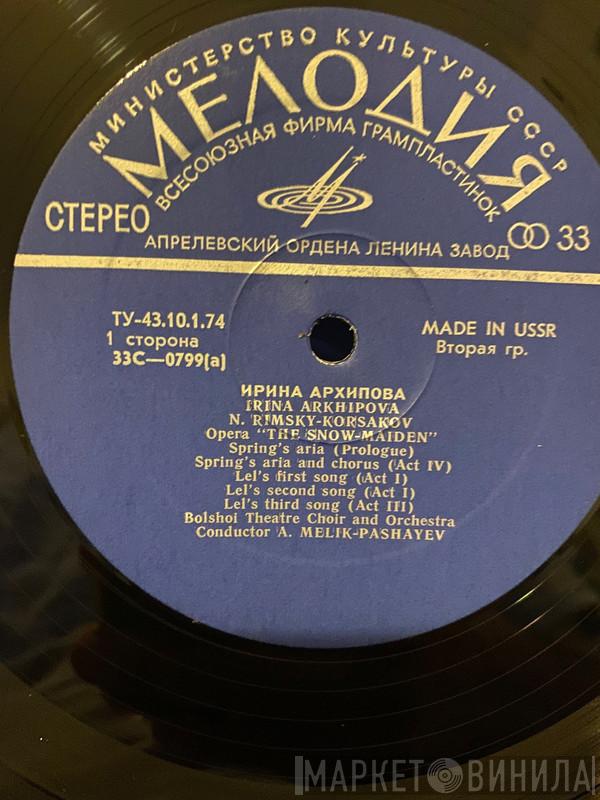 МИНИСТЕРСТВО КУЛЬТУРЫ СССР
МЕЛОДИЯ
ВСЕСОЮЗНАЯ ФИРМА ГРАМПЛАСТИНОК
СТЕРЕО
33
АПРЕЛЕВСКИЙ ОРДЕНА ЛЕНИНА ЗАВОД
ТУ-43.10.1.74
1 сторона
33С—0799(а)
MADE IN USSR
Вторая гр.
ИРИНА АРХИПОВА
IRINA ARKHIPOVA
N. RIMSKY-KORSAKOV
Opera "THE SNOW-MAIDEN"
Spring's aria (Prologue)
Spring's aria and chorus (Act IV)
Lel's first song (Act I)
Lel's second song (Act I)
Lel's third song (Act III)
Bolshoi Theatre Choir and Orchestra
Conductor A. MELIK-PASHAYEV
МАРКЕТ ВИНИЛА